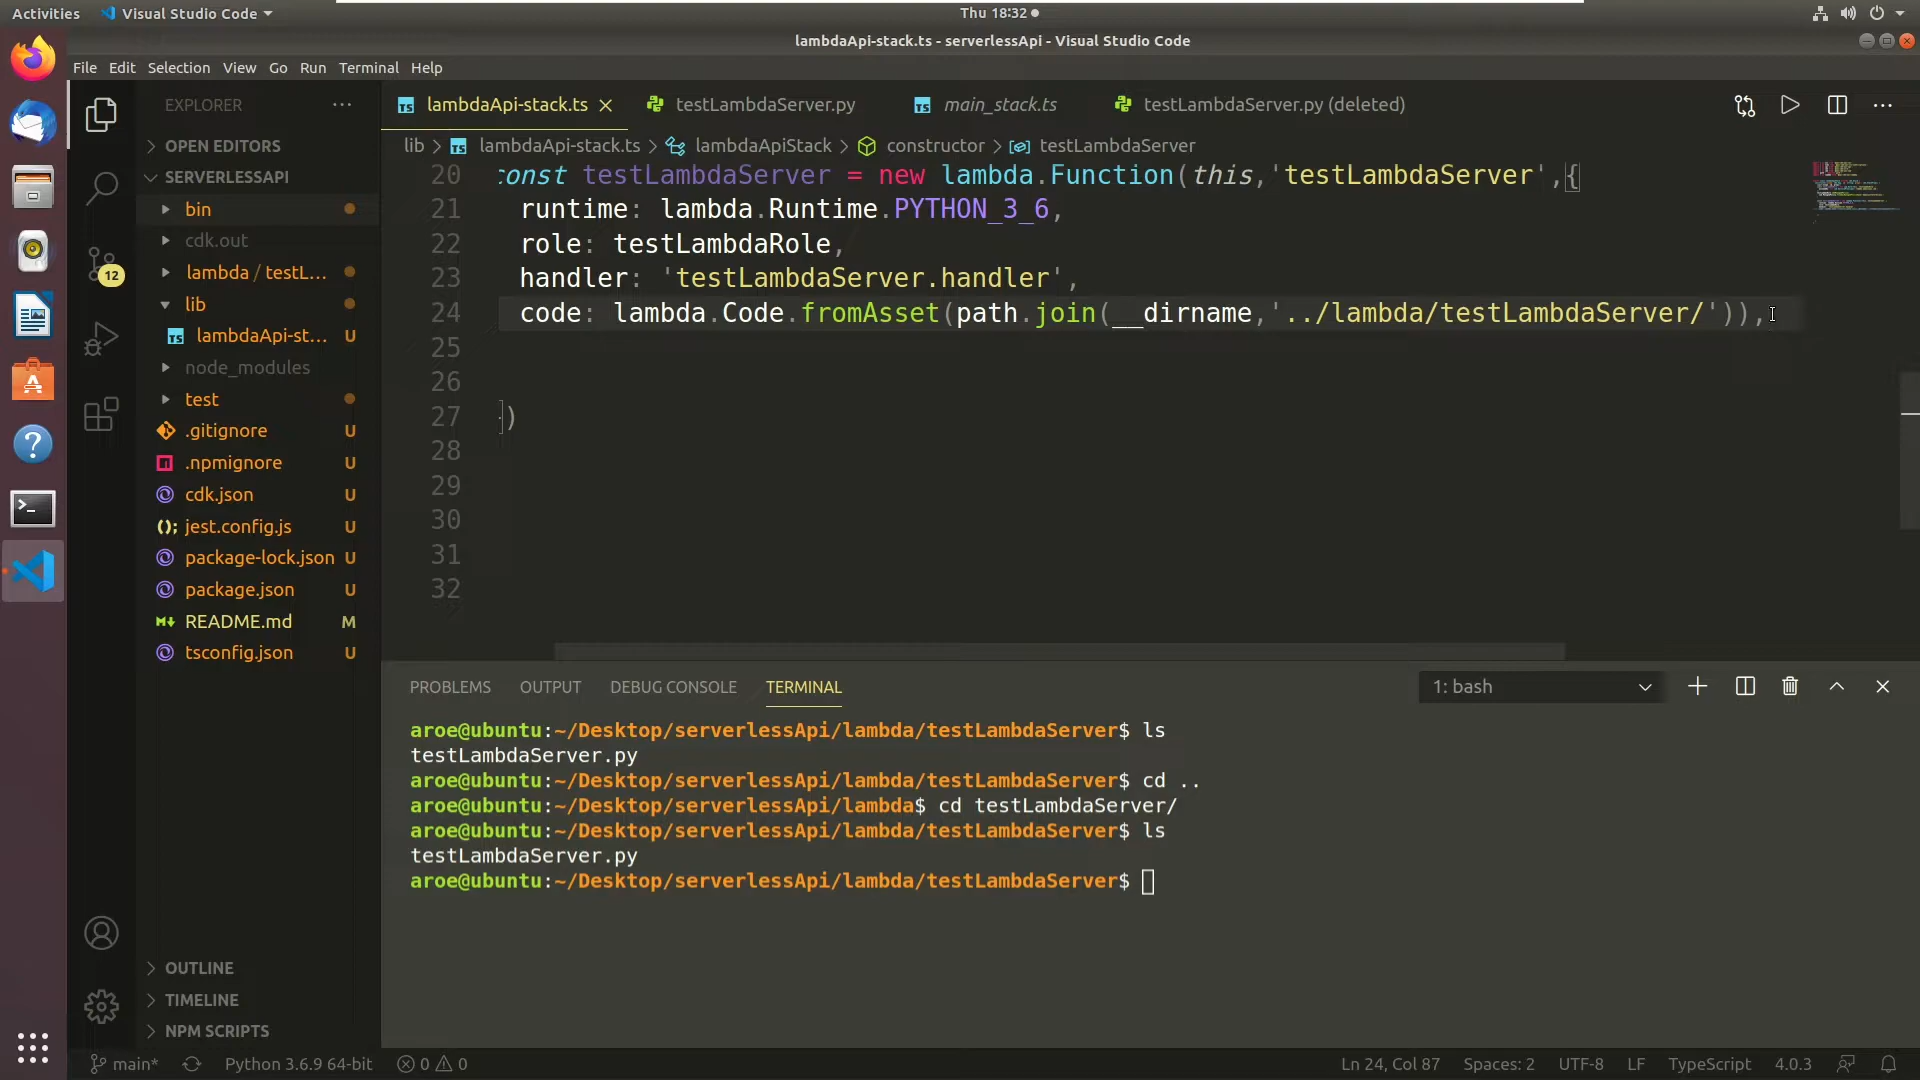 Activities Visual Studio Code Thu 18:32
lambdaApi-stack.ts - serverlessApi - Visual Studio Code
File Edit Selection View Go Run Terminal Help
EXPLORER
OPEN EDITORS
SERVERLESSAPI
bin
cdk.out
lambda / testL...
lib
lambdaApi-st... U
node_modules
test
.gitignore U
.npmignore U
cdk.json U
jest.config.js U
package-lock.json U
package.json U
README.md M
tsconfig.json U
OUTLINE
TIMELINE
NPM SCRIPTS
12
lambdaApi-stack.ts testLambdaServer.py main_stack.ts testLambdaServer.py (deleted)
lib > lambdaApi-stack.ts > lambdaApiStack > constructor > testLambdaServer
20 const testLambdaServer = new lambda.Function(this,'testLambdaServer',{
21 runtime: lambda.Runtime.PYTHON_3_6,
22 role: testLambdaRole,
23 handler: 'testLambdaServer.handler',
24 code: lambda.Code.fromAsset(path.join(__dirname,'../lambda/testLambdaServer/')),
25
26
27 })
28
29
30
31
32
PROBLEMS OUTPUT DEBUG CONSOLE TERMINAL 1: bash
aroe@ubuntu:~/Desktop/serverlessApi/lambda/testLambdaServer$ ls
testLambdaServer.py
aroe@ubuntu:~/Desktop/serverlessApi/lambda/testLambdaServer$ cd ..
aroe@ubuntu:~/Desktop/serverlessApi/lambda$ cd testLambdaServer/
aroe@ubuntu:~/Desktop/serverlessApi/lambda/testLambdaServer$ ls
testLambdaServer.py
aroe@ubuntu:~/Desktop/serverlessApi/lambda/testLambdaServer$
main* Python 3.6.9 64-bit 0 0 Ln 24, Col 87 Spaces: 2 UTF-8 LF TypeScript 4.0.3